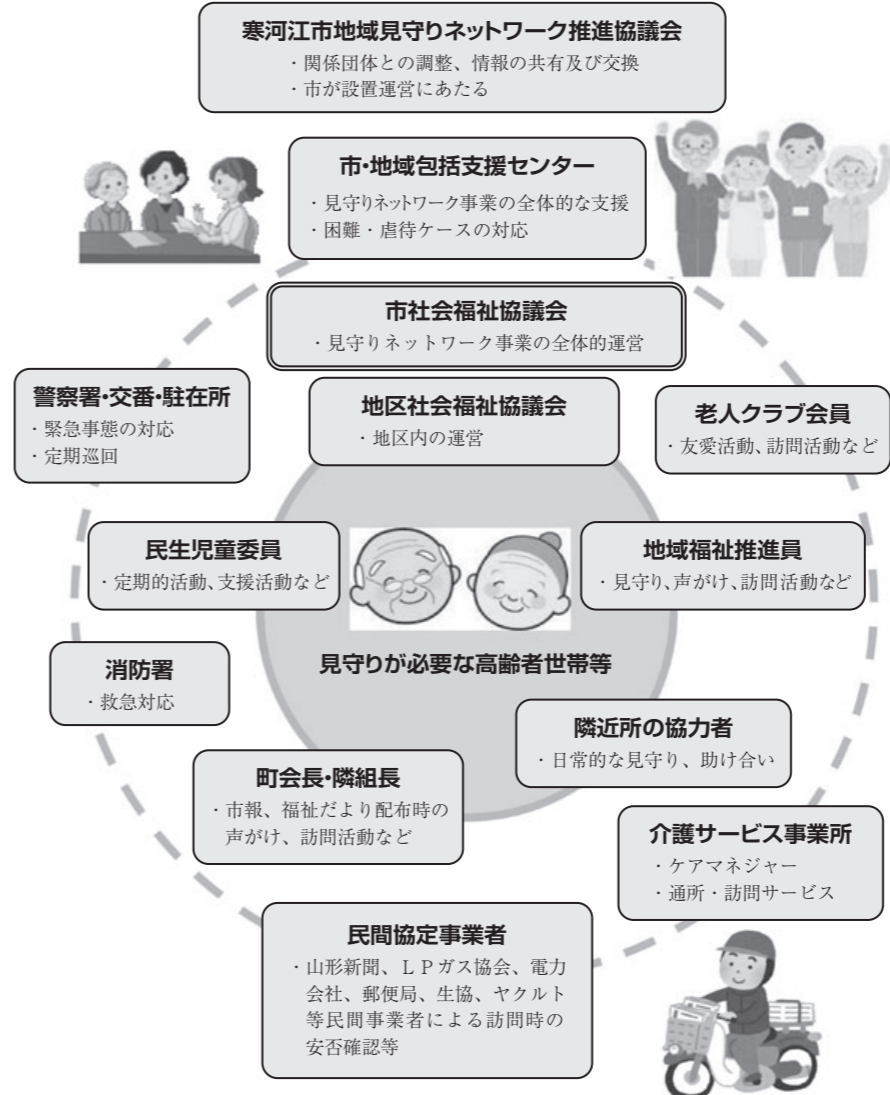 寒河江市地域見守りネットワーク推進協議会
・関係団体との調整、情報の共有及び交換
・市が設置運営にあたる
市・地域包括支援センター
・見守りネットワーク事業の全体的な支援
・困難・虐待ケースの対応
市社会福祉協議会
・見守りネットワーク事業の全体的運営
警察署・交番・駐在所
・緊急事態の対応
・定期巡回
地区社会福祉協議会
・地区内の運営
老人クラブ会員
・友愛活動、訪問活動など
民生児童委員
・定期的活動、支援活動など
地域福祉推進員
・見守り、声がけ、訪問活動など
見守りが必要な高齢者世帯等
消防署
・救急対応
隣近所の協力者
・日常的な見守り、助け合い
町会長・隣組長
・市報、福祉だより配布時の
声がけ、訪問活動など
介護サービス事業所
・ケアマネジャー
・通所・訪問サービス
民間協定事業者
・山形新聞、ＬＰガス協会、電力
会社、郵便局、生協、ヤクルト
等民間事業者による訪問時の
安否確認等